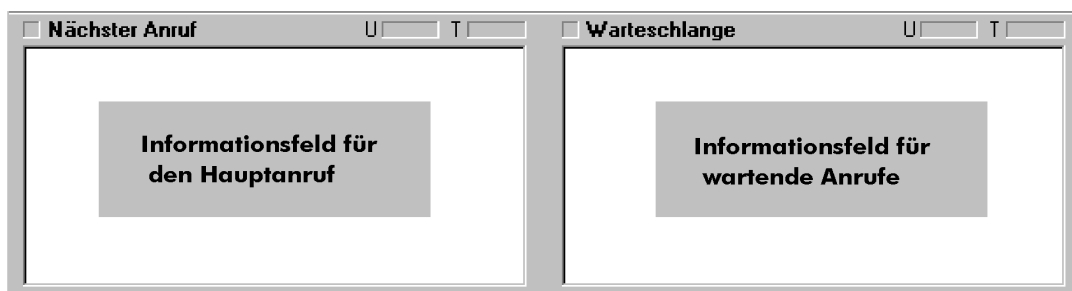 Nächster Anruf U T
Informationsfeld für
den Hauptanruf
Warteschlange U T
Informationsfeld für
wartende Anrufe